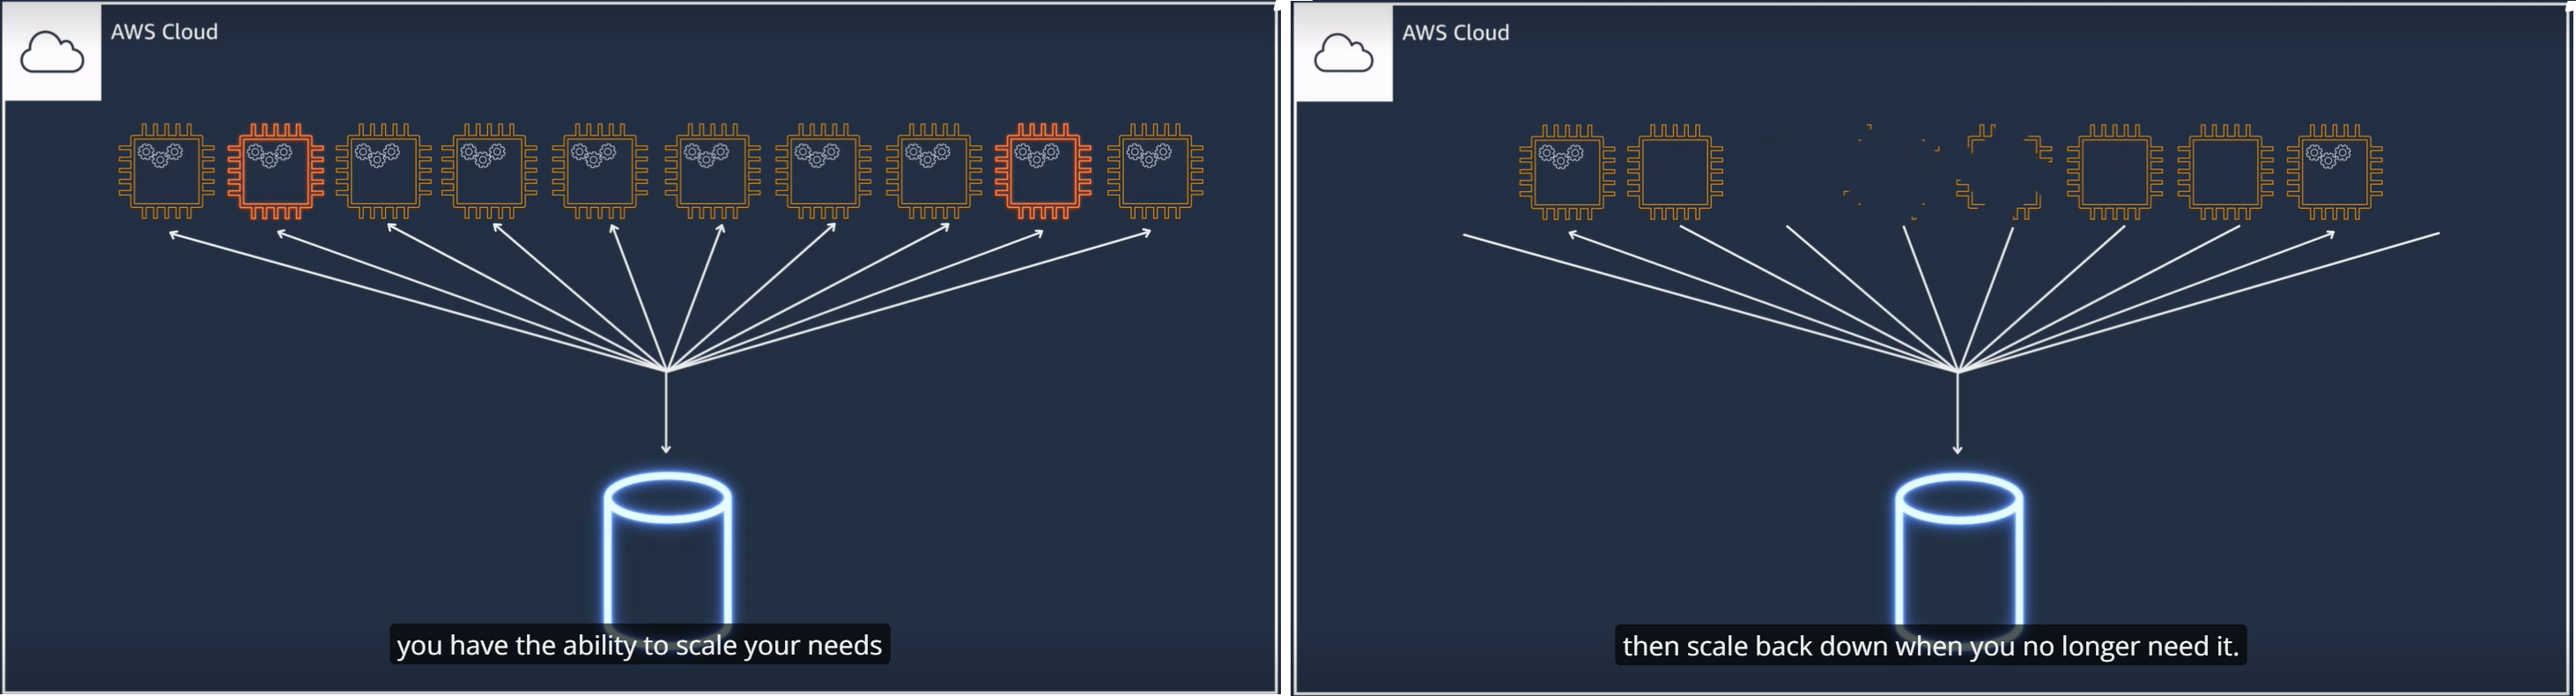 AWS Cloud
you have the ability to scale your needs
AWS Cloud
then scale back down when you no longer need it.